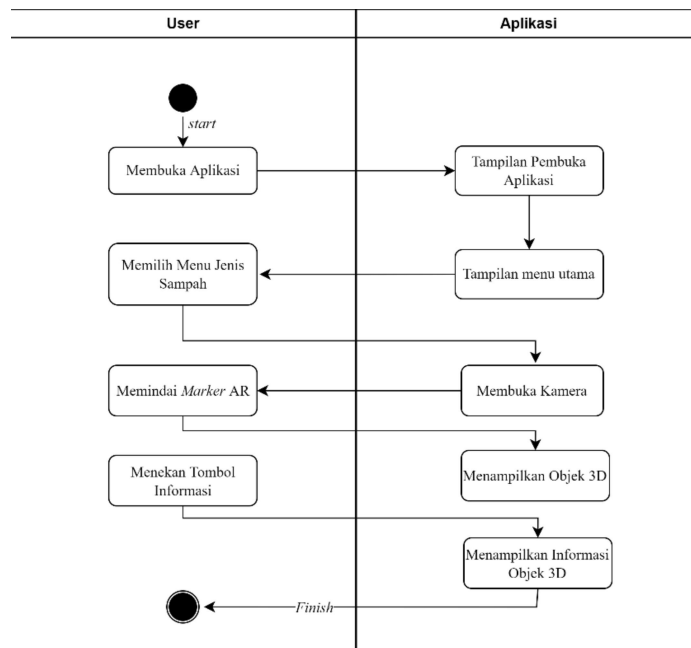 User
Aplikasi
start
Membuka Aplikasi
Tampilan Pembuka
Aplikasi
Memilih Menu Jenis
Sampah
Tampilan menu utama
Memindai Marker AR
Membuka Kamera
Menekan Tombol
Informasi
Menampilkan Objek 3D
Menampilkan Informasi
Objek 3D
Finish